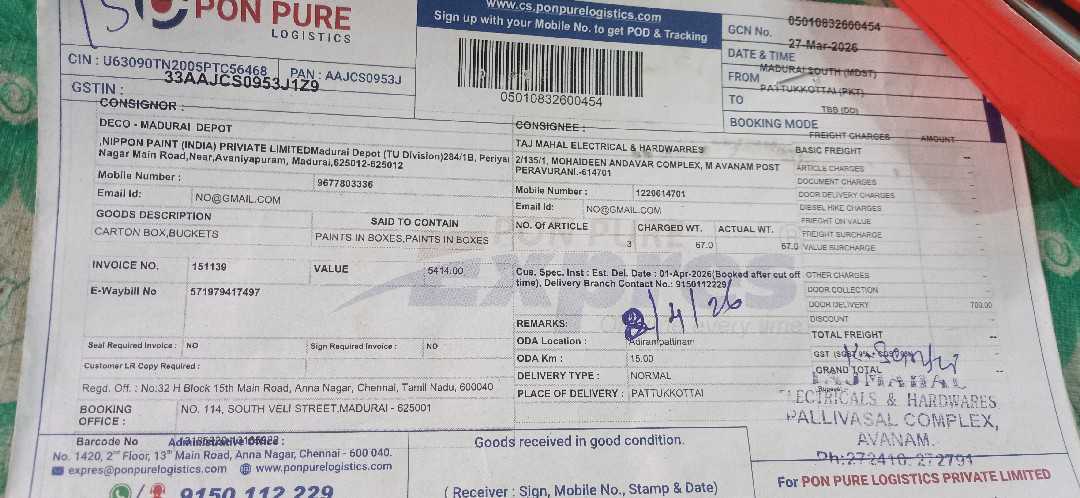 PON PURE
LOGISTICS
CIN : U63090TN2005PTC56468 PAN : AAJCS0953J
GSTIN : 33AAJCS0953J1Z9
www.cs.ponpurelogistics.com
Sign up with your Mobile No. to get POD & Tracking
05010832600454
GCN No. 05010832600454
DATE & TIME 27-Mar-2026
FROM MADURAI SOUTH (MDST)
TO PATTUKKOTTAI (PKT)
BOOKING MODE TBB (DD)
CONSIGNOR :
DECO - MADURAI DEPOT
,NIPPON PAINT (INDIA) PRIVIATE LIMITEDMadurai Depot (TU Division)284/1B, Periyar
Nagar Main Road,Near,Avaniyapuram, Madurai,625012-625012
Mobile Number : 9677803336
Email Id: NO@GMAIL.COM
CONSIGNEE :
TAJ MAHAL ELECTRICAL & HARDWARRES
2/135/1, MOHAIDEEN ANDAVAR COMPLEX, M AVANAM POST
PERAVURANI.-614701
Mobile Number : 1220614701
Email Id: NO@GMAIL.COM
GOODS DESCRIPTION SAID TO CONTAIN
CARTON BOX,BUCKETS PAINTS IN BOXES,PAINTS IN BOXES
NO. OF ARTICLE CHARGED WT. ACTUAL WT.
3 67.0 67.0
INVOICE NO. 151139 VALUE 5414.00
E-Waybill No 571979417497
Cus. Spec. Inst : Est. Del. Date : 01-Apr-2026(Booked after cut off
time), Delivery Branch Contact No.: 9150112229
PON PURE
Expres
8/4/26
REMARKS:
ODA Location : Adirampattinam
ODA Km : 15.00
DELIVERY TYPE : NORMAL
PLACE OF DELIVERY : PATTUKKOTTAI
Seal Required Invoice : NO Sign Required Invoice : NO
Customer LR Copy Required :
Regd. Off. : No:32 H Block 15th Main Road, Anna Nagar, Chennai, Tamil Nadu, 600040
BOOKING
OFFICE : NO. 114, SOUTH VELI STREET,MADURAI - 625001
FREIGHT CHARGES AMOUNT
BASIC FREIGHT --
ARTICLE CHARGES --
DOCUMENT CHARGES --
DOOR DELIVERY CHARGES --
DIESEL HIKE CHARGES --
FRIEGHT ON VALUE --
FREIGHT SURCHARGE --
VALUE SURCHARGE --
OTHER CHARGES --
DOOR COLLECTION --
DOOR DELIVERY 700.00
DISCOUNT
TOTAL FREIGHT --
GRAND TOTAL
ELECTRICALS & HARDWARES
PALLIVASAL COMPLEX,
AVANAM.
Ph:272410, 272791
Barcode No Administrative Office :
No. 1420, 2nd Floor, 13th Main Road, Anna Nagar, Chennai - 600 040.
expres@ponpurelogistics.com www.ponpurelogistics.com
9150 112 229
Goods received in good condition.
( Receiver : Sign, Mobile No., Stamp & Date)
For PON PURE LOGISTICS PRIVATE LIMITED